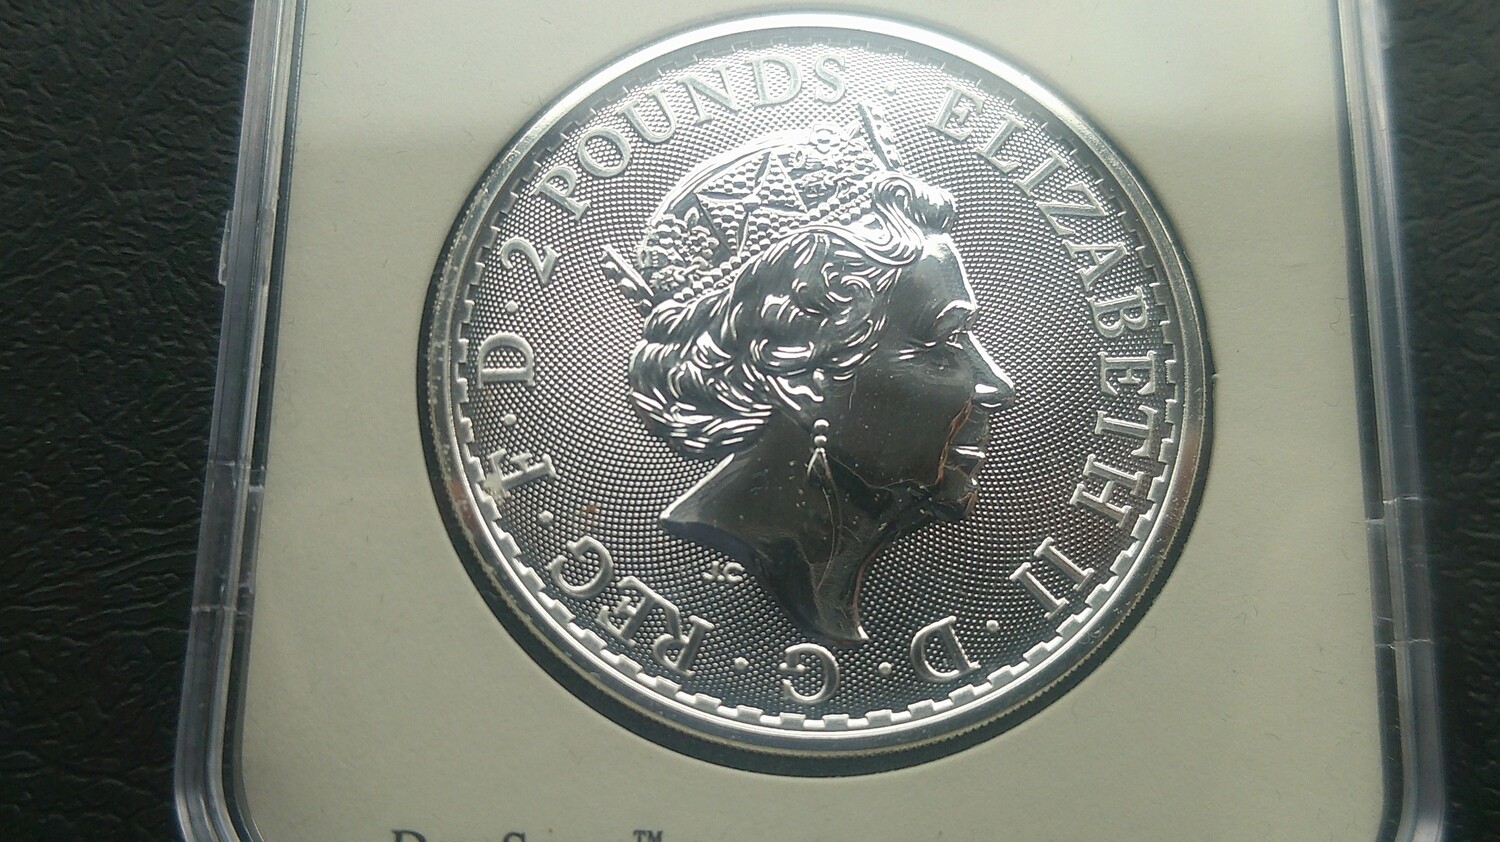 ELIZABETH II · D · G · REG · F · D · 2 POUNDS ·
JC